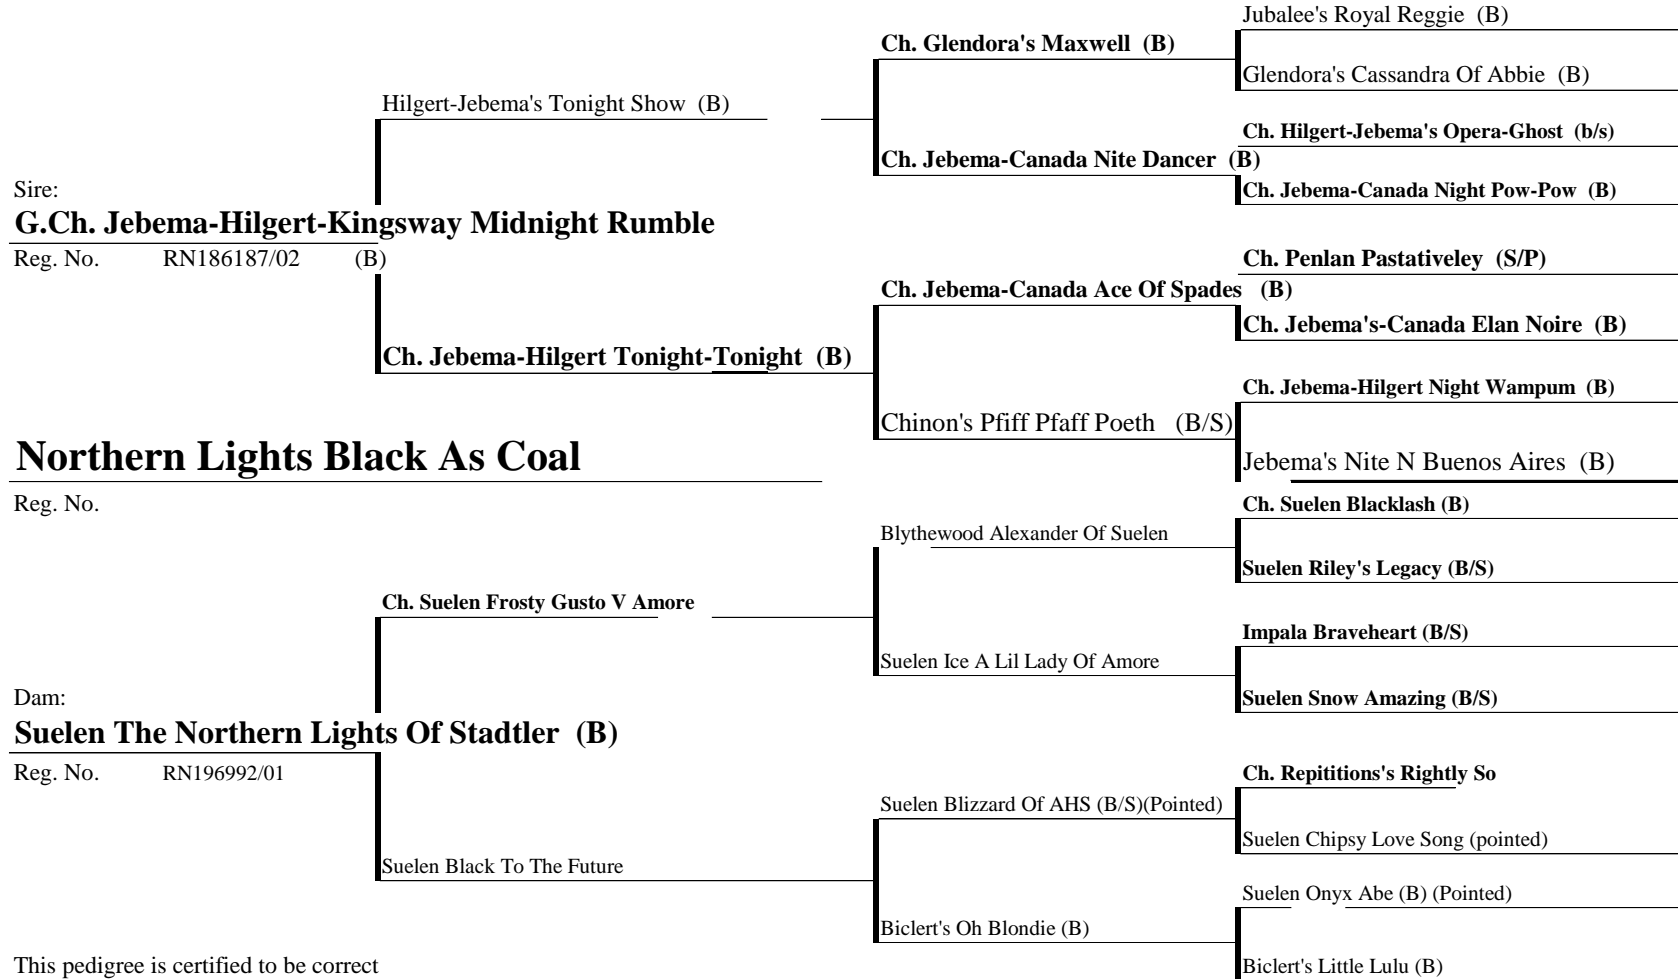 Jubalee's Royal Reggie (B)
Ch. Glendora's Maxwell (B)
Glendora's Cassandra Of Abbie (B)
Hilgert-Jebema's Tonight Show (B)
Ch. Hilgert-Jebema's Opera-Ghost (b/s)
Ch. Jebema-Canada Nite Dancer (B)
Ch. Jebema-Canada Night Pow-Pow (B)
Sire:
G.Ch. Jebema-Hilgert-Kingsway Midnight Rumble
Reg. No. RN186187/02 (B)
Ch. Penlan Pastativeley (S/P)
Ch. Jebema-Canada Ace Of Spades (B)
Ch. Jebema's-Canada Elan Noire (B)
Ch. Jebema-Hilgert Tonight-Tonight (B)
Ch. Jebema-Hilgert Night Wampum (B)
Chinon's Pfiff Pfaff Poeth (B/S)
Jebema's Nite N Buenos Aires (B)
Northern Lights Black As Coal
Reg. No.
Ch. Suelen Blacklash (B)
Blythewood Alexander Of Suelen
Suelen Riley's Legacy (B/S)
Ch. Suelen Frosty Gusto V Amore
Impala Braveheart (B/S)
Suelen Ice A Lil Lady Of Amore
Suelen Snow Amazing (B/S)
Dam:
Suelen The Northern Lights Of Stadtler (B)
Reg. No. RN196992/01
Ch. Repititions's Rightly So
Suelen Blizzard Of AHS (B/S)(Pointed)
Suelen Chipsy Love Song (pointed)
Suelen Black To The Future
Suelen Onyx Abe (B) (Pointed)
Biclert's Oh Blondie (B)
Biclert's Little Lulu (B)
This pedigree is certified to be correct